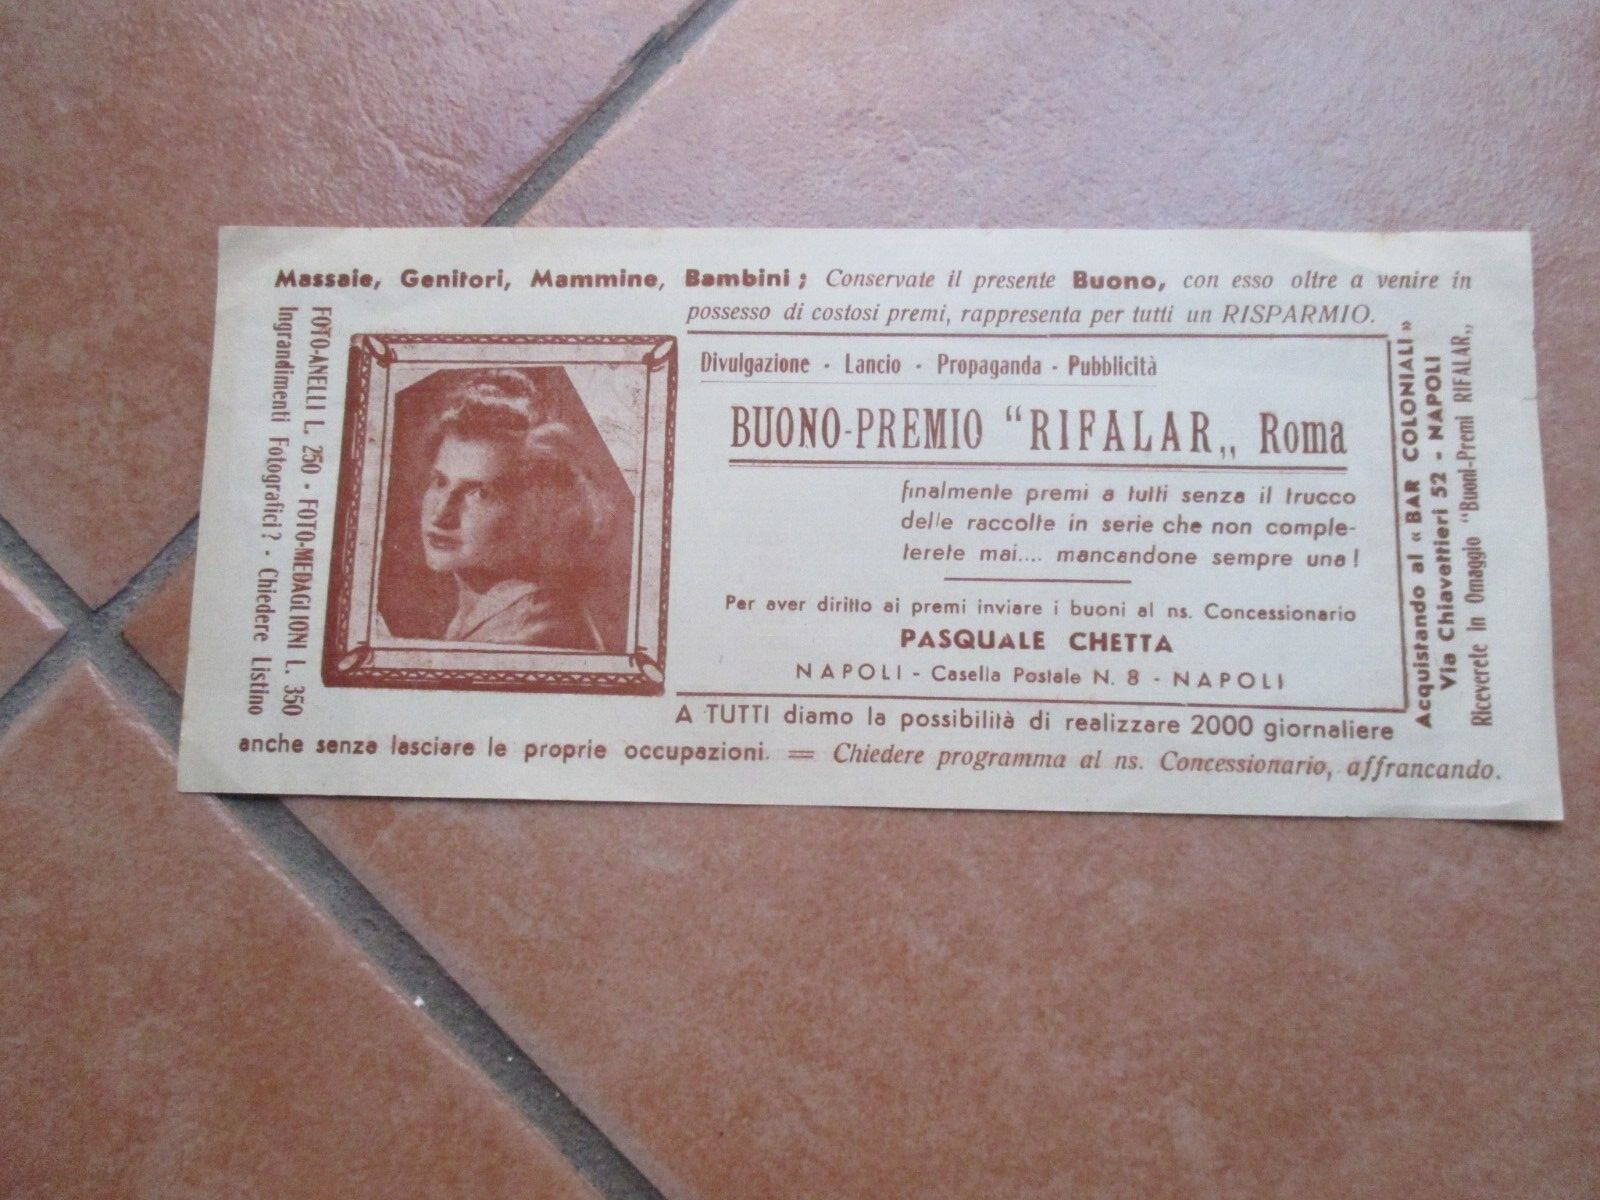 Massaie, Genitori, Mammine, Bambini; Conservate il presente Buono, con esso oltre a venire in
possesso di costosi premi, rappresenta per tutti un RISPARMIO.
FOTO-ANELLI L. 250 - FOTO-MEDAGLIONI L. 350
Ingrandimenti Fotografici? - Chiedere Listino
Divulgazione - Lancio - Propaganda - Pubblicità
BUONO-PREMIO "RIFALAR„ Roma
finalmente premi a tutti senza il trucco
delle raccolte in serie che non comple-
terete mai.... mancandone sempre una!
Per aver diritto ai premi inviare i buoni al ns. Concessionario
PASQUALE CHETTA
NAPOLI - Casella Postale N. 8 - NAPOLI
Acquistando al « BAR COLONIALI »
Via Chiavettieri 52 - NAPOLI
Riceverete in Omaggio "Buoni-Premi RIFALAR„
A TUTTI diamo la possibilità di realizzare 2000 giornaliere
anche senza lasciare le proprie occupazioni. = Chiedere programma al ns. Concessionario, affrancando.